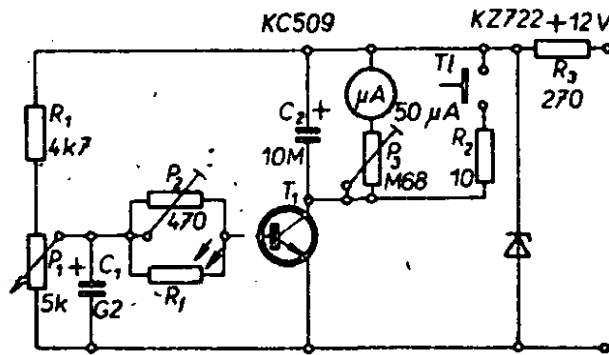 KC509
KZ722 +12V
R1
4k7
C2 +
10M
µA
50 µA
Tl
R3
270
P3
M68
R2
10
P2
470
T1
P1
5k
+
C1
G2
Rf